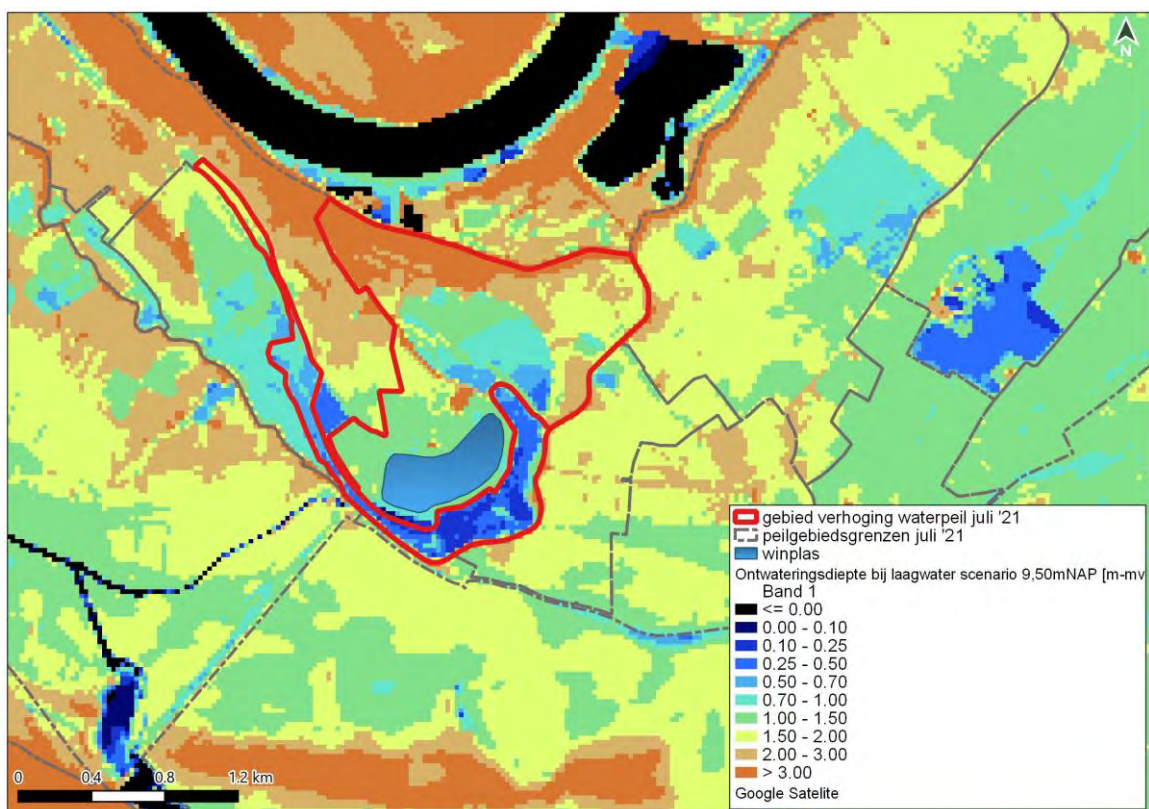 N
gebied verhoging waterpeil juli '21
peilgebiedsgrenzen juli '21
winplas
Ontwateringsdiepte bij laagwater scenario 9,50mNAP [m-mv
Band 1
<= 0.00
0.00 - 0.10
0.10 - 0.25
0.25 - 0.50
0.50 - 0.70
0.70 - 1.00
1.00 - 1.50
1.50 - 2.00
2.00 - 3.00
> 3.00
Google Satelite
0 0.4 0.8 1.2 km